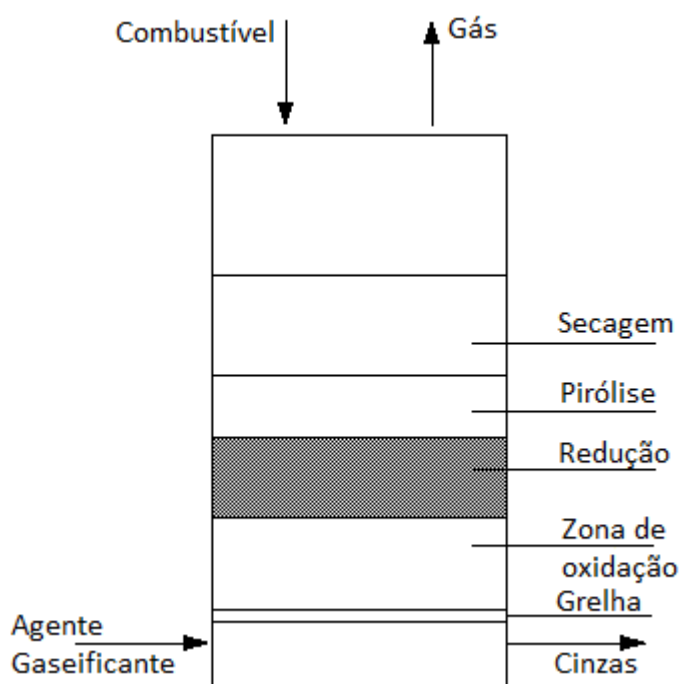 Combustível
Gás
Secagem
Pirólise
Redução
Zona de
oxidação
Grelha
Agente
Gaseificante
Cinzas